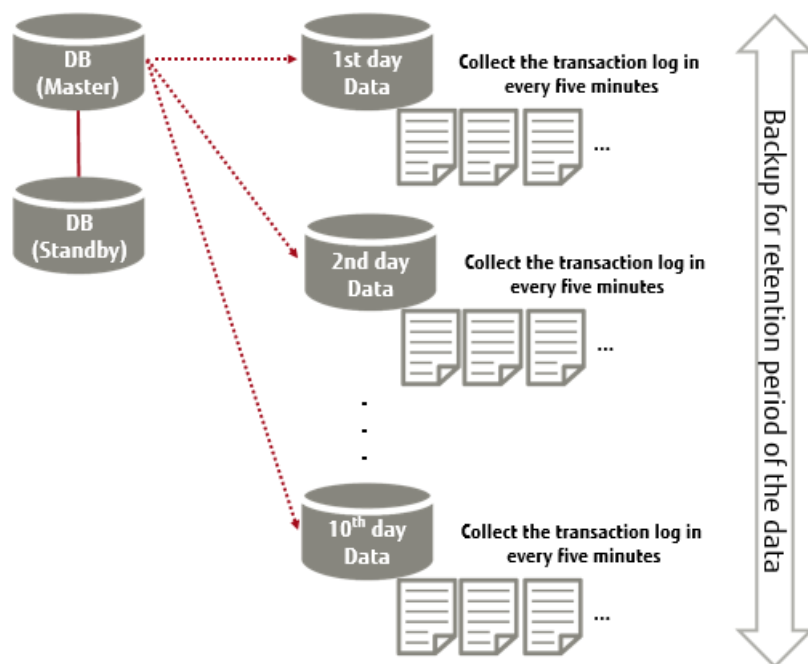 DB
(Master)
1st day
Data
Collect the transaction log in
every five minutes
...
DB
(Standby)
2nd day
Data
Collect the transaction log in
every five minutes
...
10th day
Data
Collect the transaction log in
every five minutes
...
Backup for retention period of the data